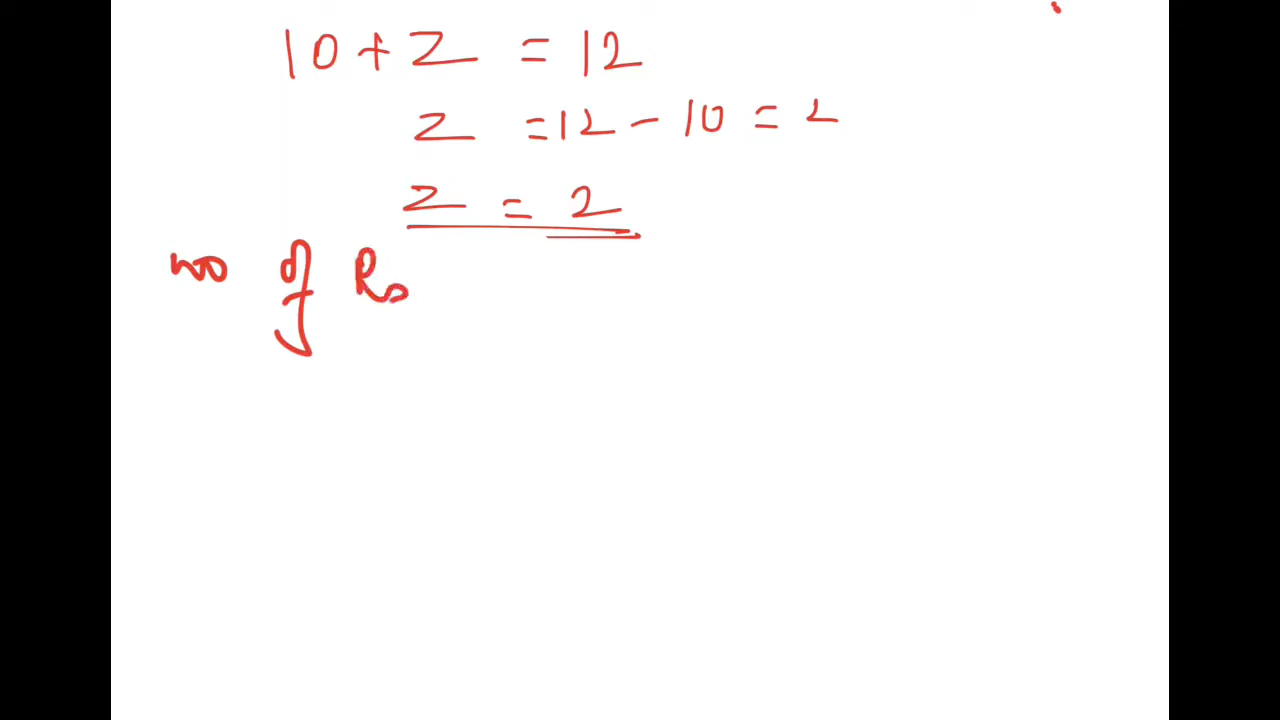 10 + z = 12
z = 12 - 10 = 2
z = 2
no of Rs